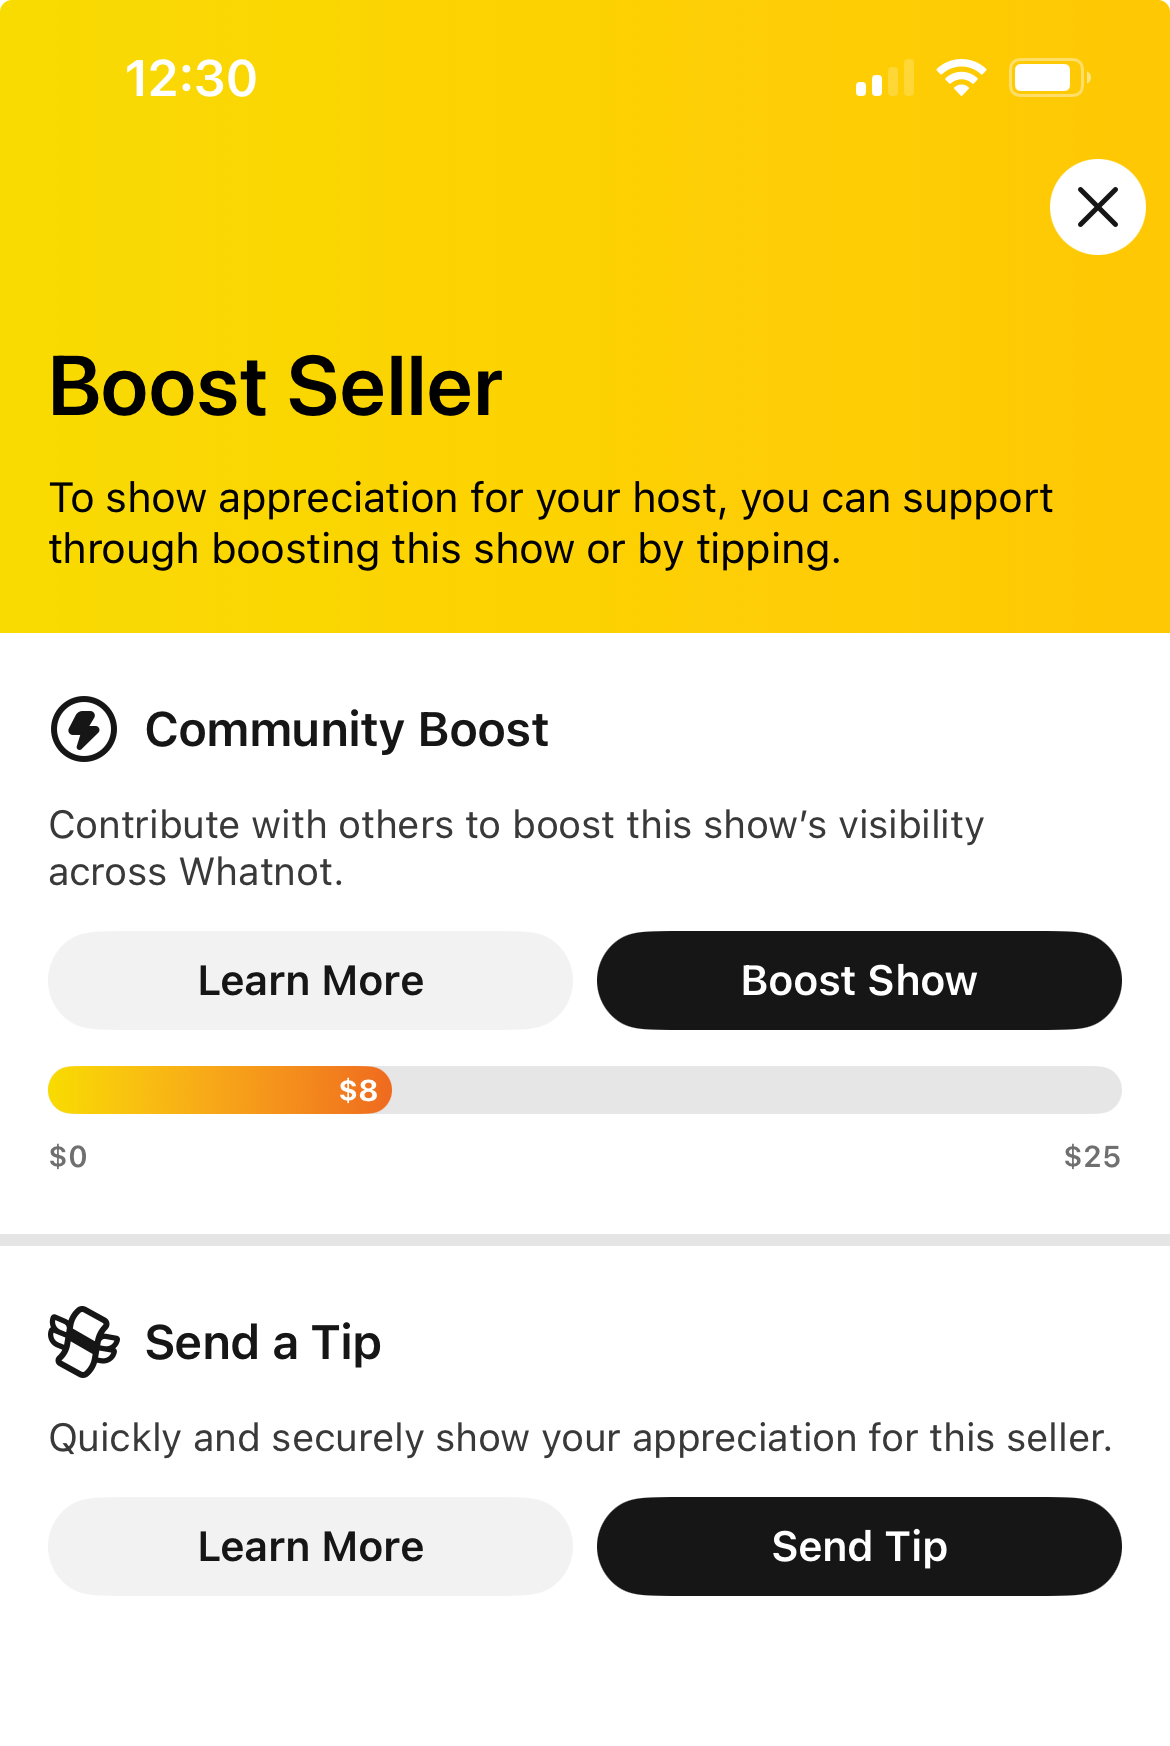 12:30
Boost Seller
To show appreciation for your host, you can support
through boosting this show or by tipping.
Community Boost
Contribute with others to boost this show’s visibility
across Whatnot.
Learn More
Boost Show
$8
$0
$25
Send a Tip
Quickly and securely show your appreciation for this seller.
Learn More
Send Tip